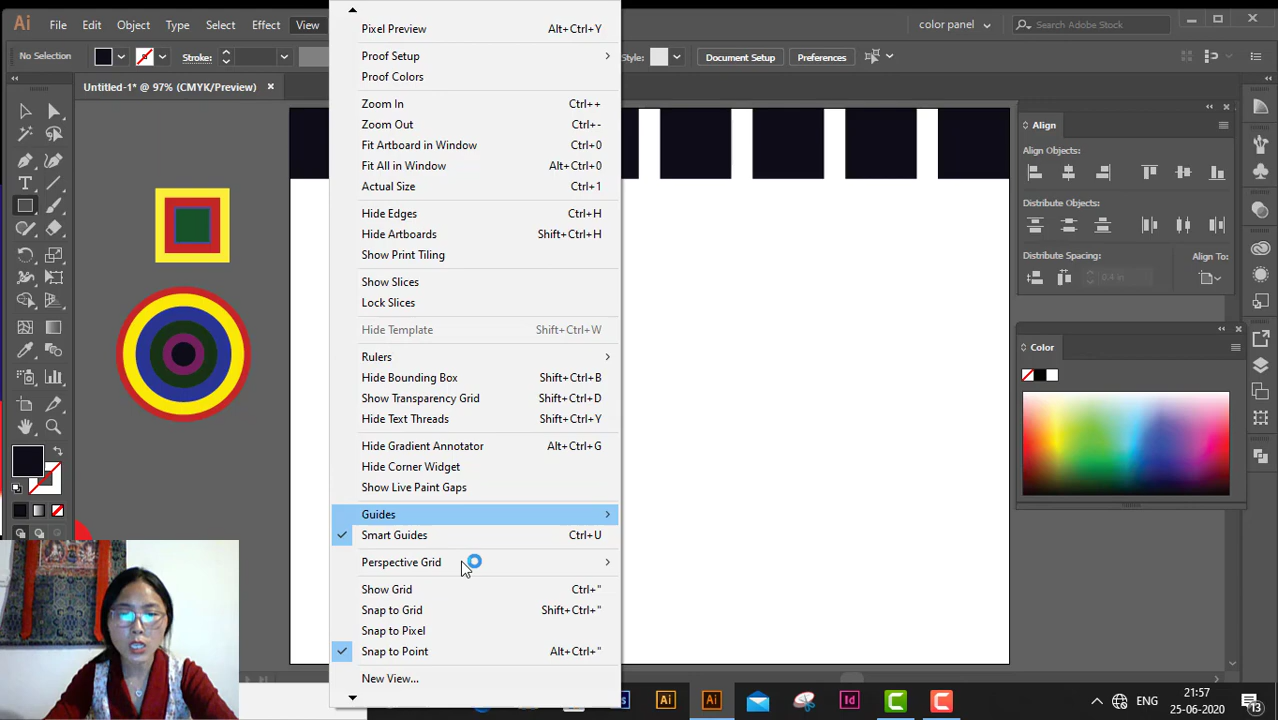 Ai File Edit Object Type Select Effect View color panel Search Adobe Stock
No Selection Stroke: Style: Document Setup Preferences
Untitled-1* @ 97% (CMYK/Preview)
Pixel Preview Alt+Ctrl+Y
Proof Setup
Proof Colors
Zoom In Ctrl++
Zoom Out Ctrl+-
Fit Artboard in Window Ctrl+0
Fit All in Window Alt+Ctrl+0
Actual Size Ctrl+1
Hide Edges Ctrl+H
Hide Artboards Shift+Ctrl+H
Show Print Tiling
Show Slices
Lock Slices
Hide Template Shift+Ctrl+W
Rulers
Hide Bounding Box Shift+Ctrl+B
Show Transparency Grid Shift+Ctrl+D
Hide Text Threads Shift+Ctrl+Y
Hide Gradient Annotator Alt+Ctrl+G
Hide Corner Widget
Show Live Paint Gaps
Guides
Smart Guides Ctrl+U
Perspective Grid
Show Grid Ctrl+"
Snap to Grid Shift+Ctrl+"
Snap to Pixel
Snap to Point Alt+Ctrl+"
New View...
Align
Align Objects:
Distribute Objects:
Distribute Spacing: Align To:
0.4 in
Color
s Ai Ai Id ENG 21:57
25-06-2020 13